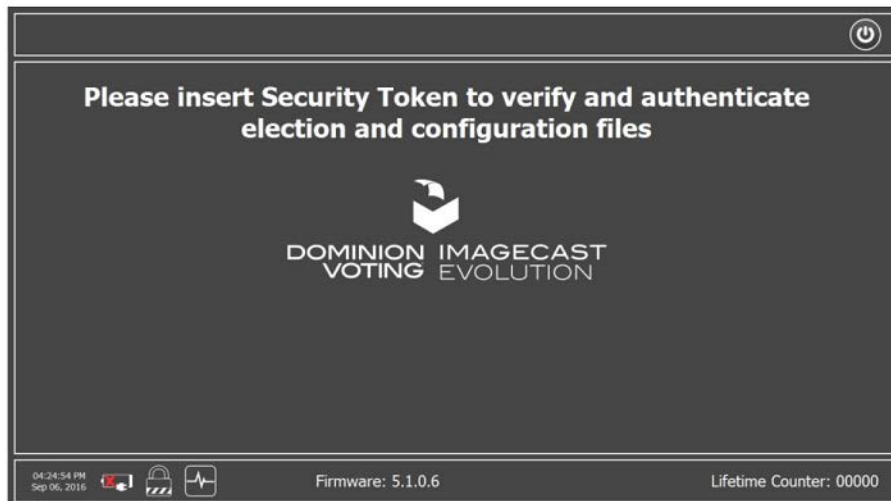 Please insert Security Token to verify and authenticate
election and configuration files
DOMINION IMAGECAST
VOTING EVOLUTION
04:24:54 PM
Sep 06, 2016
Firmware: 5.1.0.6
Lifetime Counter: 00000